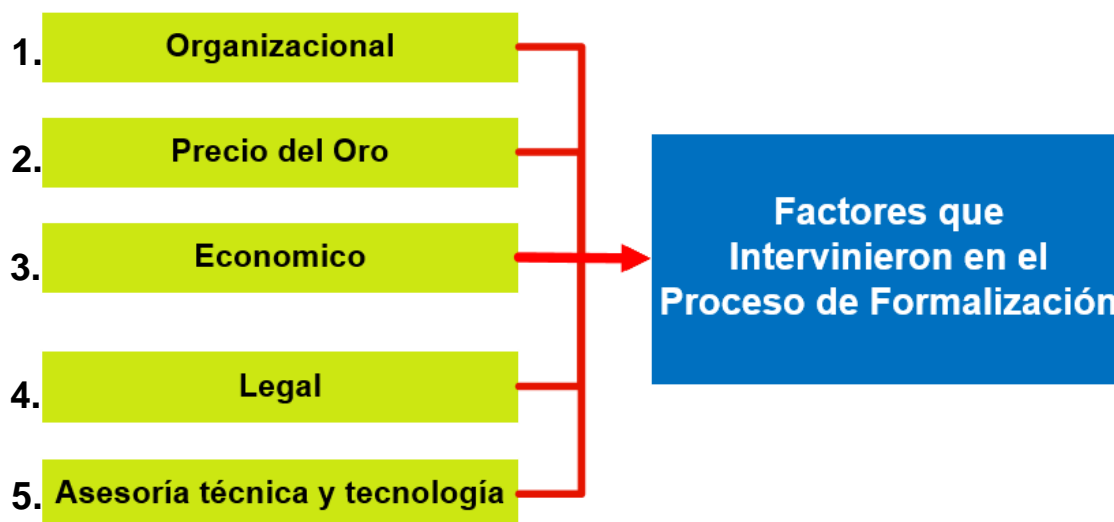 1. Organizacional
2. Precio del Oro
3. Economico
4. Legal
5. Asesoría técnica y tecnología
Factores que
Intervinieron en el
Proceso de Formalización